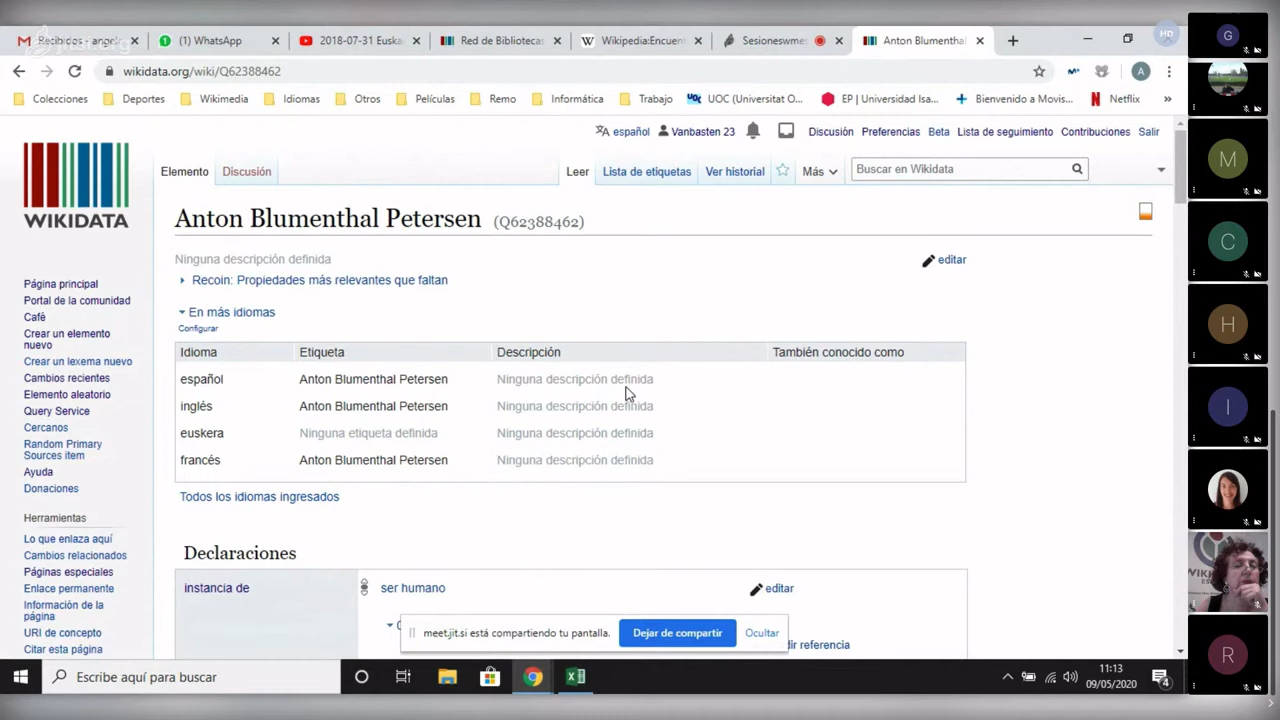 Recibidos - ange
(1) WhatsApp
2018-07-31 Euska
Red de Bibliotecas
Wikipedia:Encuen
Sesioneswme
Anton Blumenthal
HD
jitsi.org
wikidata.org/wiki/Q62388462
A
Colecciones
Deportes
Wikimedia
Idiomas
Otros
Películas
Remo
Informática
Trabajo
UOC (Universitat O...
EP | Universidad Isa...
Bienvenido a Movis...
Netflix
»
español
Vanbasten 23
Discusión
Preferencias
Beta
Lista de seguimiento
Contribuciones
Salir
WIKIDATA
Elemento
Discusión
Leer
Lista de etiquetas
Ver historial
Más
Buscar en Wikidata
Anton Blumenthal Petersen (Q62388462)
Ninguna descripción definida
editar
Recoin: Propiedades más relevantes que faltan
En más idiomas
Configurar
Idioma Etiqueta Descripción También conocido como
español Anton Blumenthal Petersen Ninguna descripción definida
inglés Anton Blumenthal Petersen Ninguna descripción definida
euskera Ninguna etiqueta definida Ninguna descripción definida
francés Anton Blumenthal Petersen Ninguna descripción definida
Todos los idiomas ingresados
Declaraciones
instancia de
ser humano
editar
dir referencia
Página principal
Portal de la comunidad
Café
Crear un elemento
nuevo
Crear un lexema nuevo
Cambios recientes
Elemento aleatorio
Query Service
Cercanos
Random Primary
Sources item
Ayuda
Donaciones
Herramientas
Lo que enlaza aquí
Cambios relacionados
Páginas especiales
Enlace permanente
Información de la
página
URI de concepto
Citar esta página
meet.jit.si está compartiendo tu pantalla.
Dejar de compartir
Ocultar
Escribe aquí para buscar
11:13
09/05/2020
4
G
M
C
H
I
WIKIM
ES
R